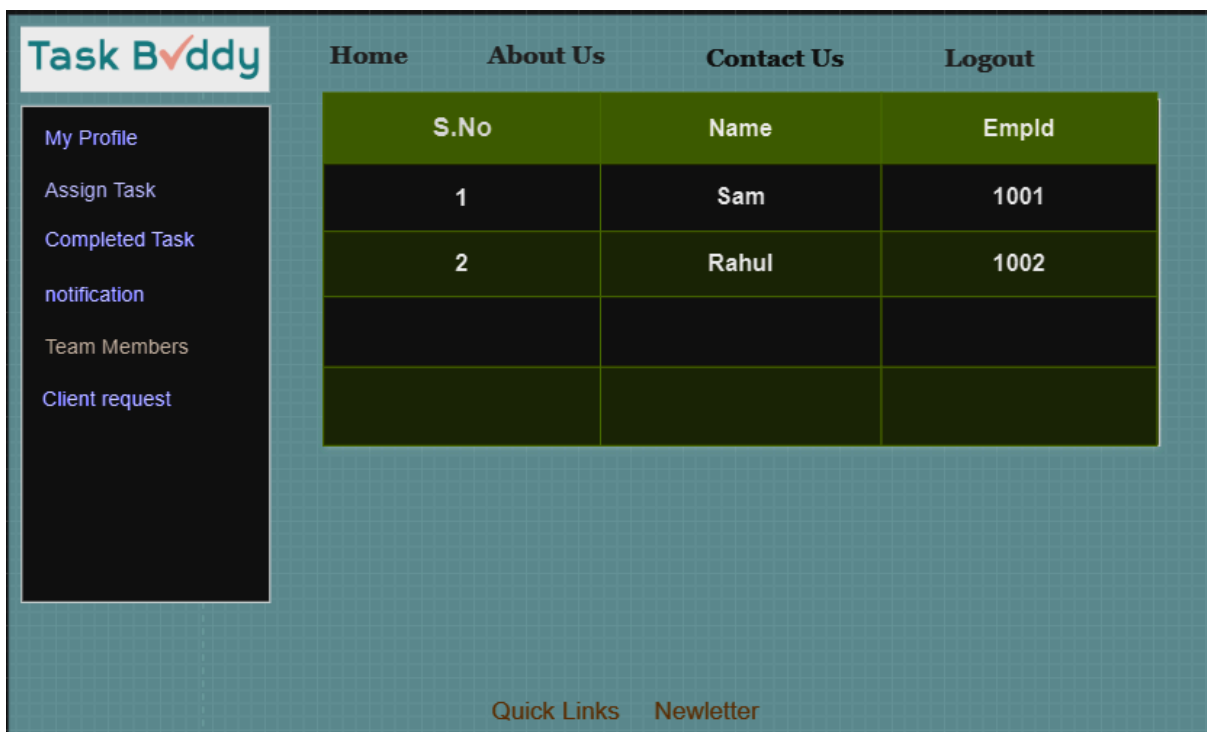 Task Buddy
Home About Us Contact Us Logout
My Profile
Assign Task
Completed Task
notification
Team Members
Client request
S.No Name EmpId
1 Sam 1001
2 Rahul 1002
Quick Links Newletter